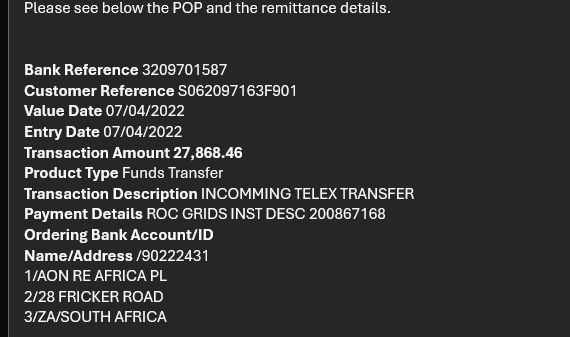 Please see below the POP and the remittance details.
Bank Reference 3209701587
Customer Reference S062097163F901
Value Date 07/04/2022
Entry Date 07/04/2022
Transaction Amount 27,868.46
Product Type Funds Transfer
Transaction Description INCOMMING TELEX TRANSFER
Payment Details ROC GRIDS INST DESC 200867168
Ordering Bank Account/ID
Name/Address /90222431
1/AON RE AFRICA PL
2/28 FRICKER ROAD
3/ZA/SOUTH AFRICA